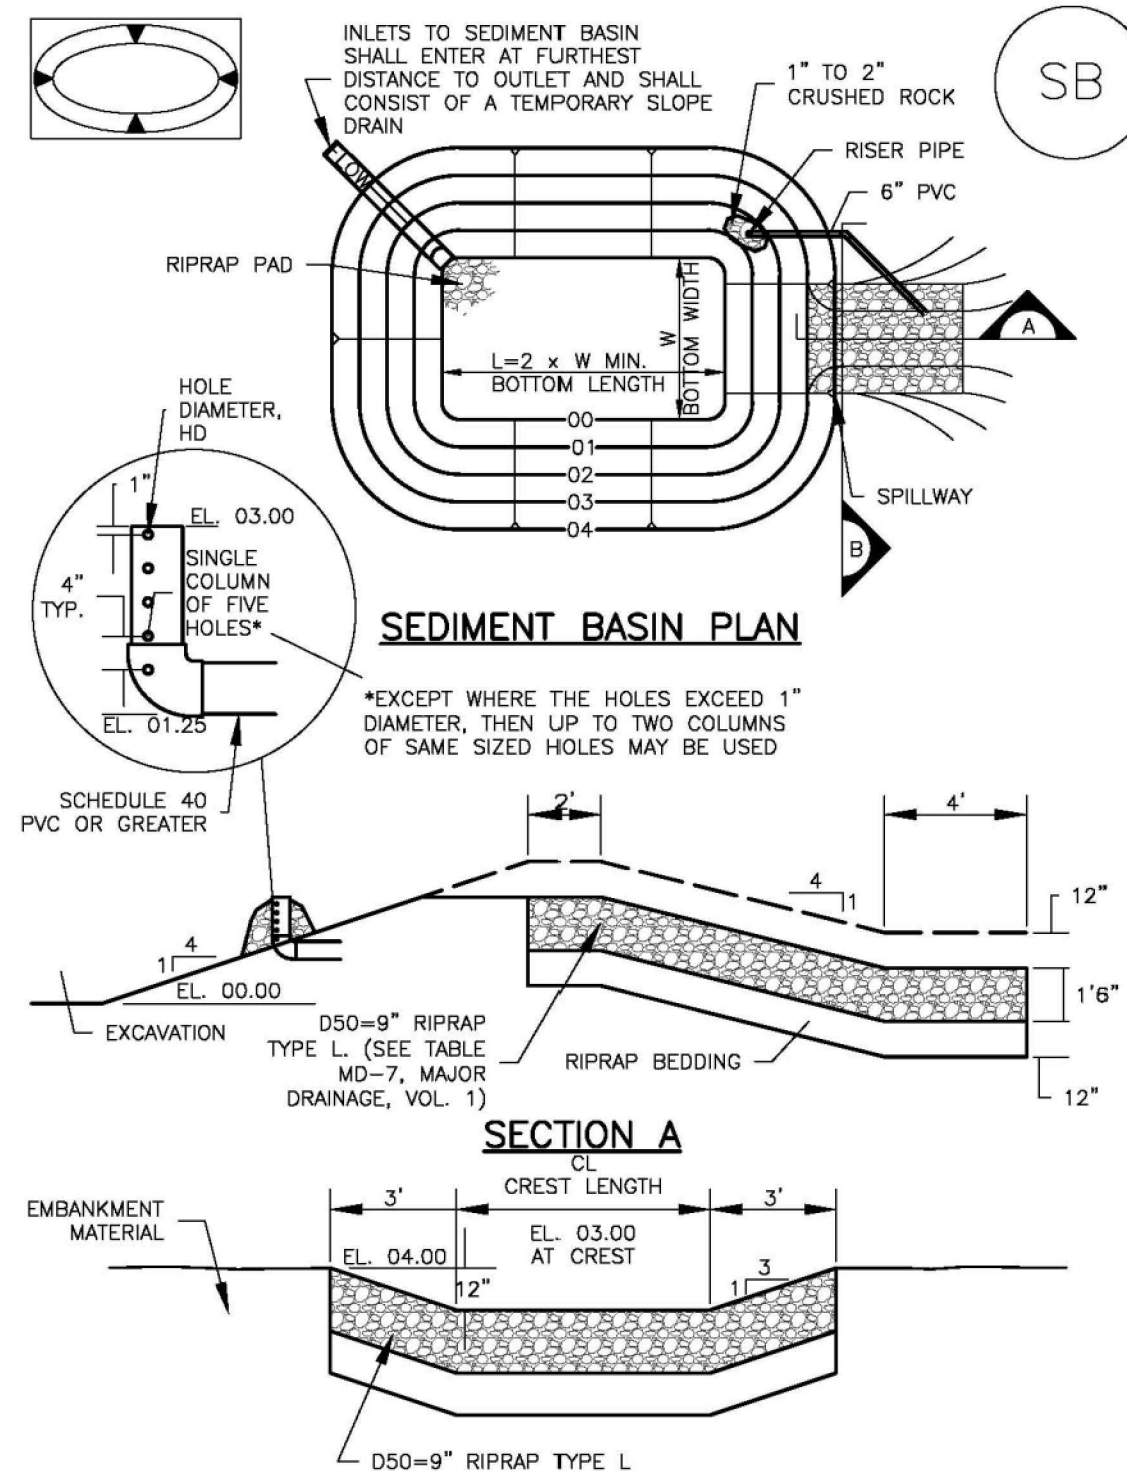 INLETS TO SEDIMENT BASIN
SHALL ENTER AT FURTHEST
DISTANCE TO OUTLET AND SHALL
CONSIST OF A TEMPORARY SLOPE
DRAIN
1" TO 2"
CRUSHED ROCK
SB
RISER PIPE
6" PVC
FLOW
RIPRAP PAD
W
BOTTOM WIDTH
A
L=2 x W MIN.
BOTTOM LENGTH
00
01
02
03
04
SPILLWAY
B
HOLE
DIAMETER,
HD
1"
EL. 03.00
4"
TYP.
SINGLE
COLUMN
OF FIVE
HOLES*
EL. 01.25
SEDIMENT BASIN PLAN
*EXCEPT WHERE THE HOLES EXCEED 1"
DIAMETER, THEN UP TO TWO COLUMNS
OF SAME SIZED HOLES MAY BE USED
SCHEDULE 40
PVC OR GREATER
2'
4'
4
1
12"
4
1
EL. 00.00
EXCAVATION
1'6"
D50=9" RIPRAP
TYPE L. (SEE TABLE
MD-7, MAJOR
DRAINAGE, VOL. 1)
RIPRAP BEDDING
12"
SECTION A
CL
CREST LENGTH
3'
3'
EMBANKMENT
MATERIAL
EL. 04.00
EL. 03.00
AT CREST
12"
3
1
D50=9" RIPRAP TYPE L